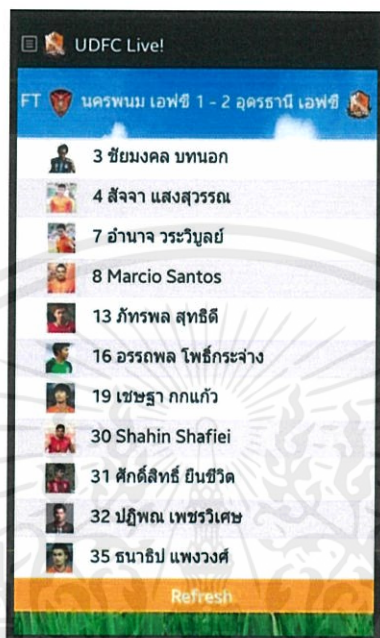 UDFC Live!
FT นครพนม เอฟซี 1 - 2 อุดรธานี เอฟซี
3 ชัยมงคล บทนอก
4 สัจจา แสงสุวรรณ
7 อำนาจ วระวิบูลย์
8 Marcio Santos
13 ภัทรพล สุทธิดี
16 อรรถพล โพธิ์กระจ่าง
19 เชษฐา กกแก้ว
30 Shahin Shafiei
31 ศักดิ์สิทธิ์ ยืนชีวิต
32 ปฏิพณ เพชรวิเศษ
35 ธนาธิป แพงวงศ์
Refresh